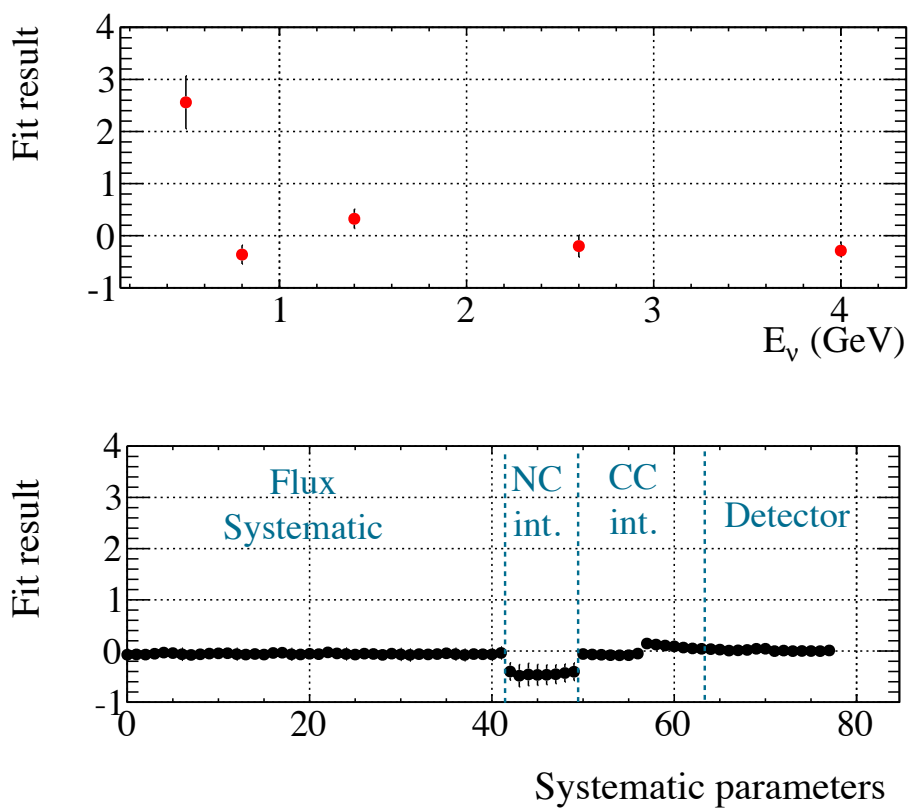 Fit result
4
3
2
1
0
-1
1
2
3
4
E_ν (GeV)
Fit result
4
3
2
1
0
-1
Flux
Systematic
NC
int.
CC
int.
Detector
0
20
40
60
80
Systematic parameters